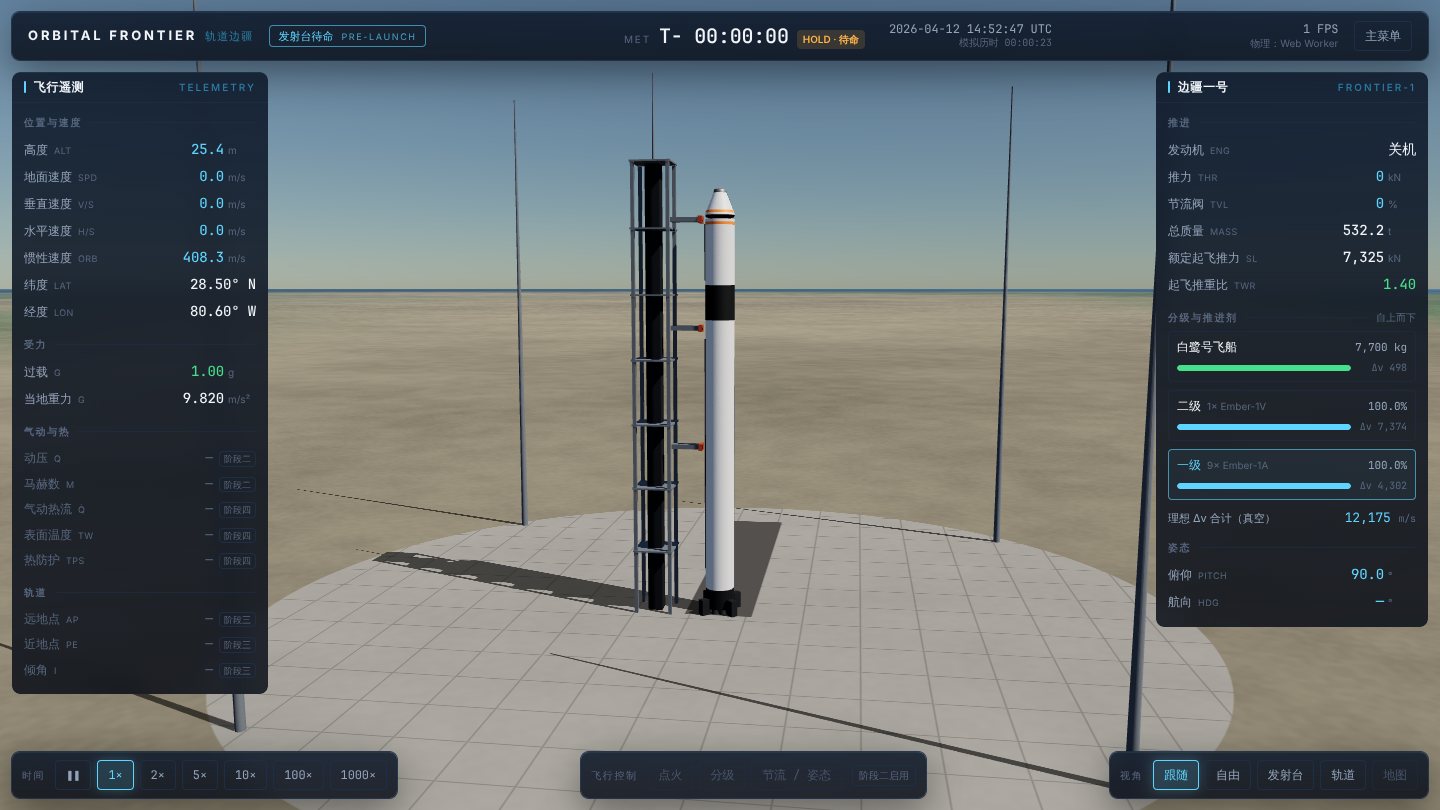 ORBITAL FRONTIER 轨道边疆 发射台待命 PRE-LAUNCH
MET T- 00:00:00 HOLD · 待命
2026-04-12 14:52:47 UTC
模拟历时 00:00:23
1 FPS
物理：Web Worker
主菜单
飞行遥测 TELEMETRY
位置与速度
高度 ALT 25.4 m
地面速度 SPD 0.0 m/s
垂直速度 V/S 0.0 m/s
水平速度 H/S 0.0 m/s
惯性速度 ORB 408.3 m/s
纬度 LAT 28.50° N
经度 LON 80.60° W
受力
过载 G 1.00 g
当地重力 G 9.820 m/s²
气动与热
动压 Q — 阶段二
马赫数 M — 阶段二
气动热流 Q — 阶段四
表面温度 TW — 阶段四
热防护 TPS — 阶段四
轨道
远地点 AP — 阶段三
近地点 PE — 阶段三
倾角 I — 阶段三
边疆一号 FRONTIER-1
推进
发动机 ENG 关机
推力 THR 0 kN
节流阀 TVL 0 %
总质量 MASS 532.2 t
额定起飞推力 SL 7,325 kN
起飞推重比 TWR 1.40
分级与推进剂 自上而下
白鹭号飞船 7,700 kg
Δv 498
二级 1× Ember-1V 100.0%
Δv 7,374
一级 9× Ember-1A 100.0%
Δv 4,302
理想 Δv 合计（真空） 12,175 m/s
姿态
俯仰 PITCH 90.0 °
航向 HDG — °
时间 1× 2× 5× 10× 100× 1000×
飞行控制 点火 分级 节流 / 姿态 阶段二启用
视角 跟随 自由 发射台 轨道 地图